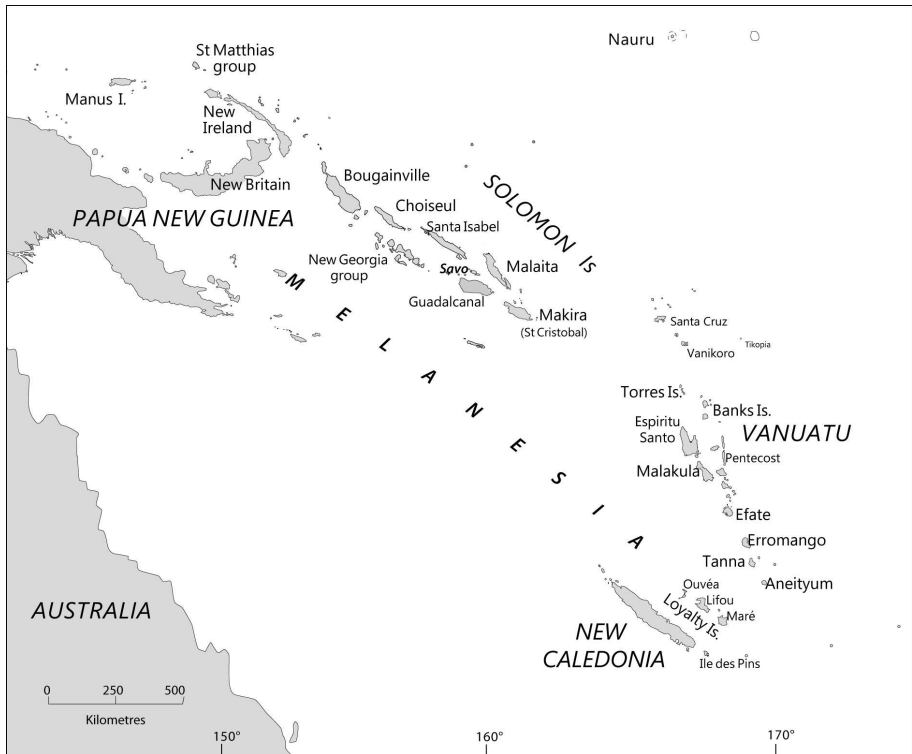 Nauru
St Matthias
group
Manus I.
New
Ireland
New Britain
Bougainville
Choiseul
SOLOMON Is
Santa Isabel
PAPUA NEW GUINEA
New Georgia
group
Savo
Malaita
Guadalcanal
Makira
(St Cristobal)
MELANESIA
Santa Cruz
Vanikoro
Tikopia
Torres Is.
Banks Is.
Espiritu
Santo
VANUATU
Pentecost
Malakula
Efate
Erromango
Tanna
Aneityum
Ouvéa
Lifou
Loyalty Is.
Maré
AUSTRALIA
NEW
CALEDONIA
Ile des Pins
0 250 500
Kilometres
150° 160° 170°